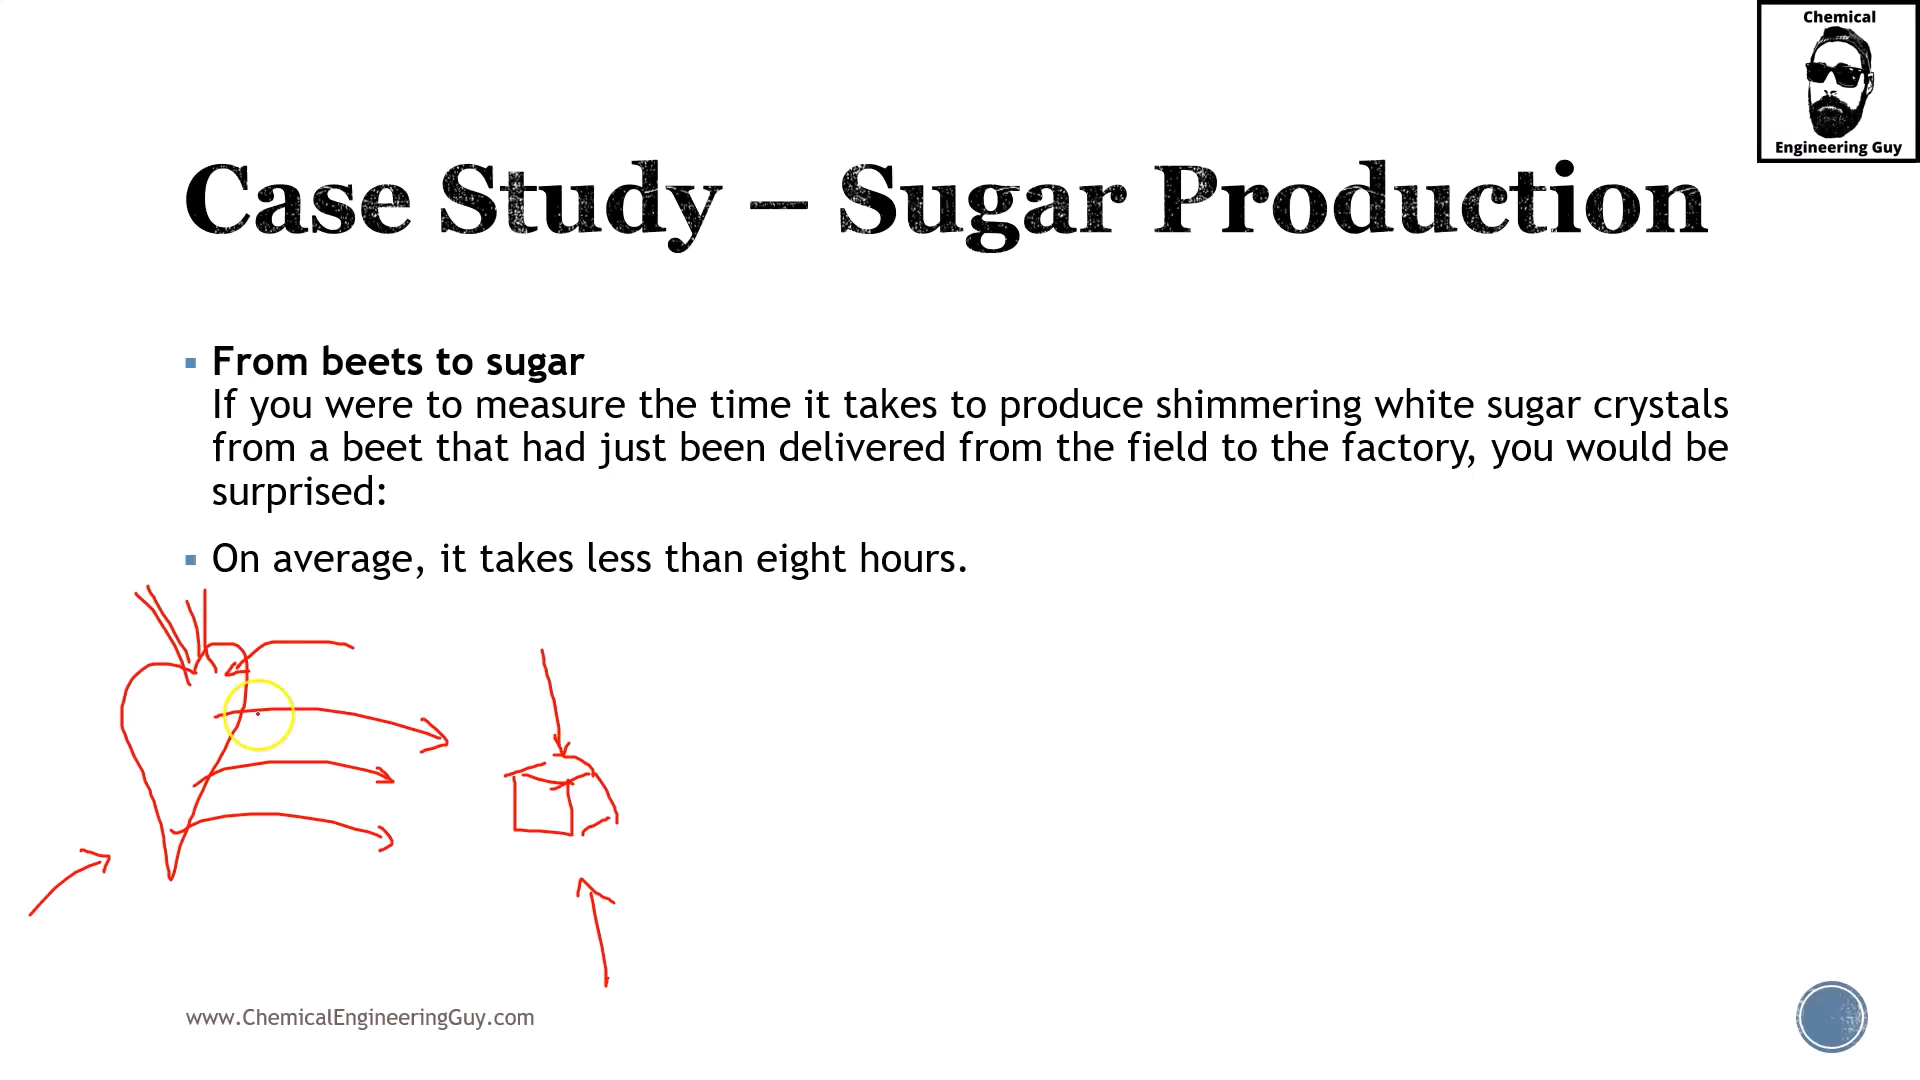 Chemical
Engineering Guy
Case Study – Sugar Production
From beets to sugar
If you were to measure the time it takes to produce shimmering white sugar crystals
from a beet that had just been delivered from the field to the factory, you would be
surprised:
On average, it takes less than eight hours.
www.ChemicalEngineeringGuy.com